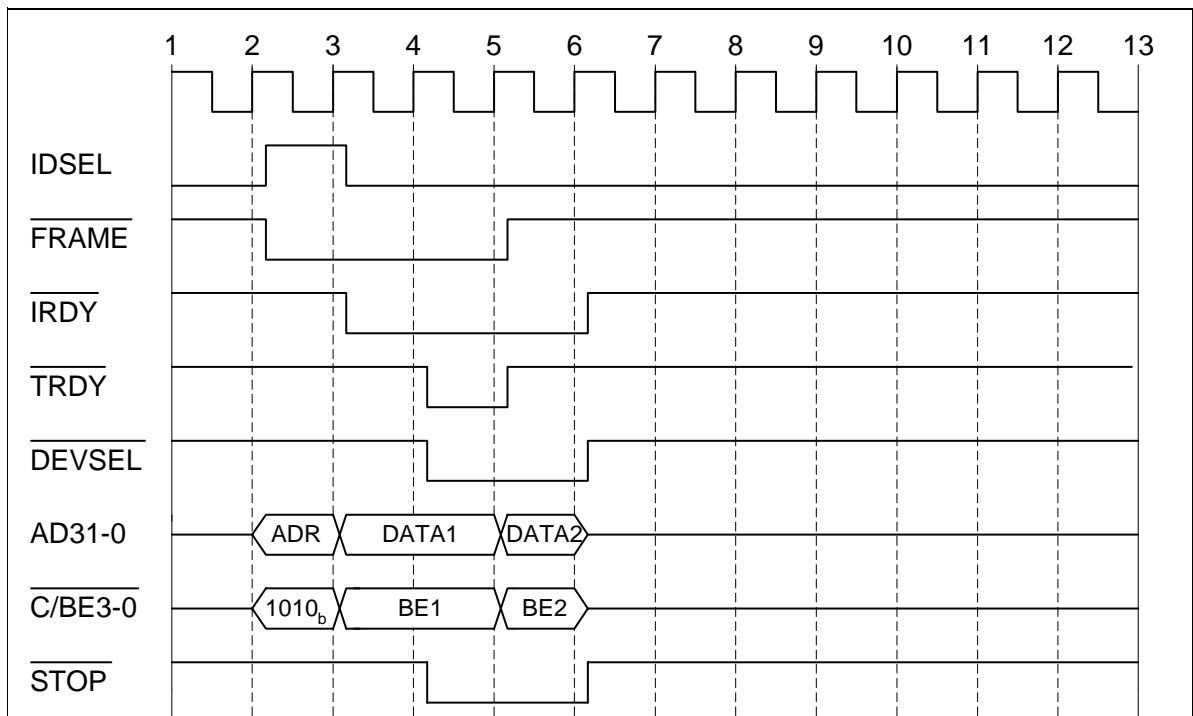 1 2 3 4 5 6 7 8 9 10 11 12 13
IDSEL
FRAME
IRDY
TRDY
DEVSEL
AD31-0 ADR DATA1 DATA2
C/BE3-0 1010b BE1 BE2
STOP